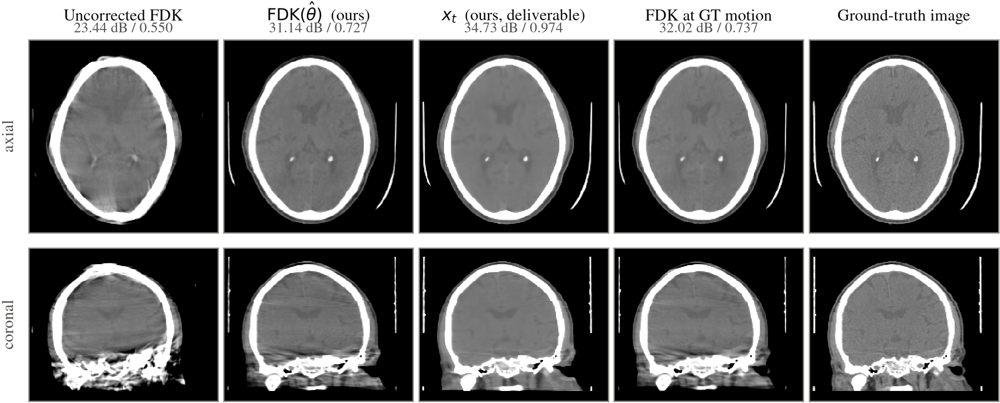 Uncorrected FDK
23.44 dB / 0.550
FDK(θ̂) (ours)
31.14 dB / 0.727
xₜ (ours, deliverable)
34.73 dB / 0.974
FDK at GT motion
32.02 dB / 0.737
Ground-truth image
axial
coronal